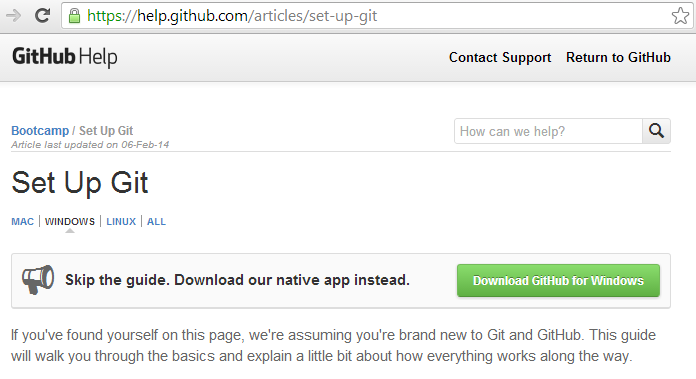 https://help.github.com/articles/set-up-git
GitHub Help
Contact Support Return to GitHub
Bootcamp / Set Up Git
How can we help?
Article last updated on 06-Feb-14
Set Up Git
MAC | WINDOWS | LINUX | ALL
Skip the guide. Download our native app instead.
Download GitHub for Windows
If you've found yourself on this page, we're assuming you're brand new to Git and GitHub. This guide
will walk you through the basics and explain a little bit about how everything works along the way.